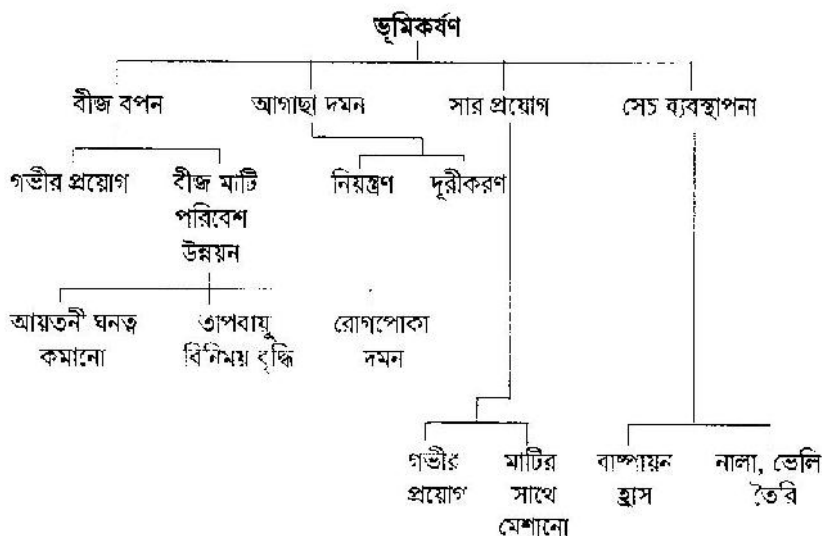 ভূমিকর্ষণ
বীজ বপন আগাছা দমন সার প্রয়োগ সেচ ব্যবস্থাপনা
গভীর প্রয়োগ বীজ মাটি নিয়ন্ত্রণ দূরীকরণ
পরিবেশ
উন্নয়ন
আয়তনী ঘনত্ব তাপবায়ু রোগপোকা
কমানো বিনিময় বৃদ্ধি দমন
গভীর মাটির বাষ্পায়ন নালা, ভেলি
প্রয়োগ সাথে হ্রাস তৈরি
মেশানো